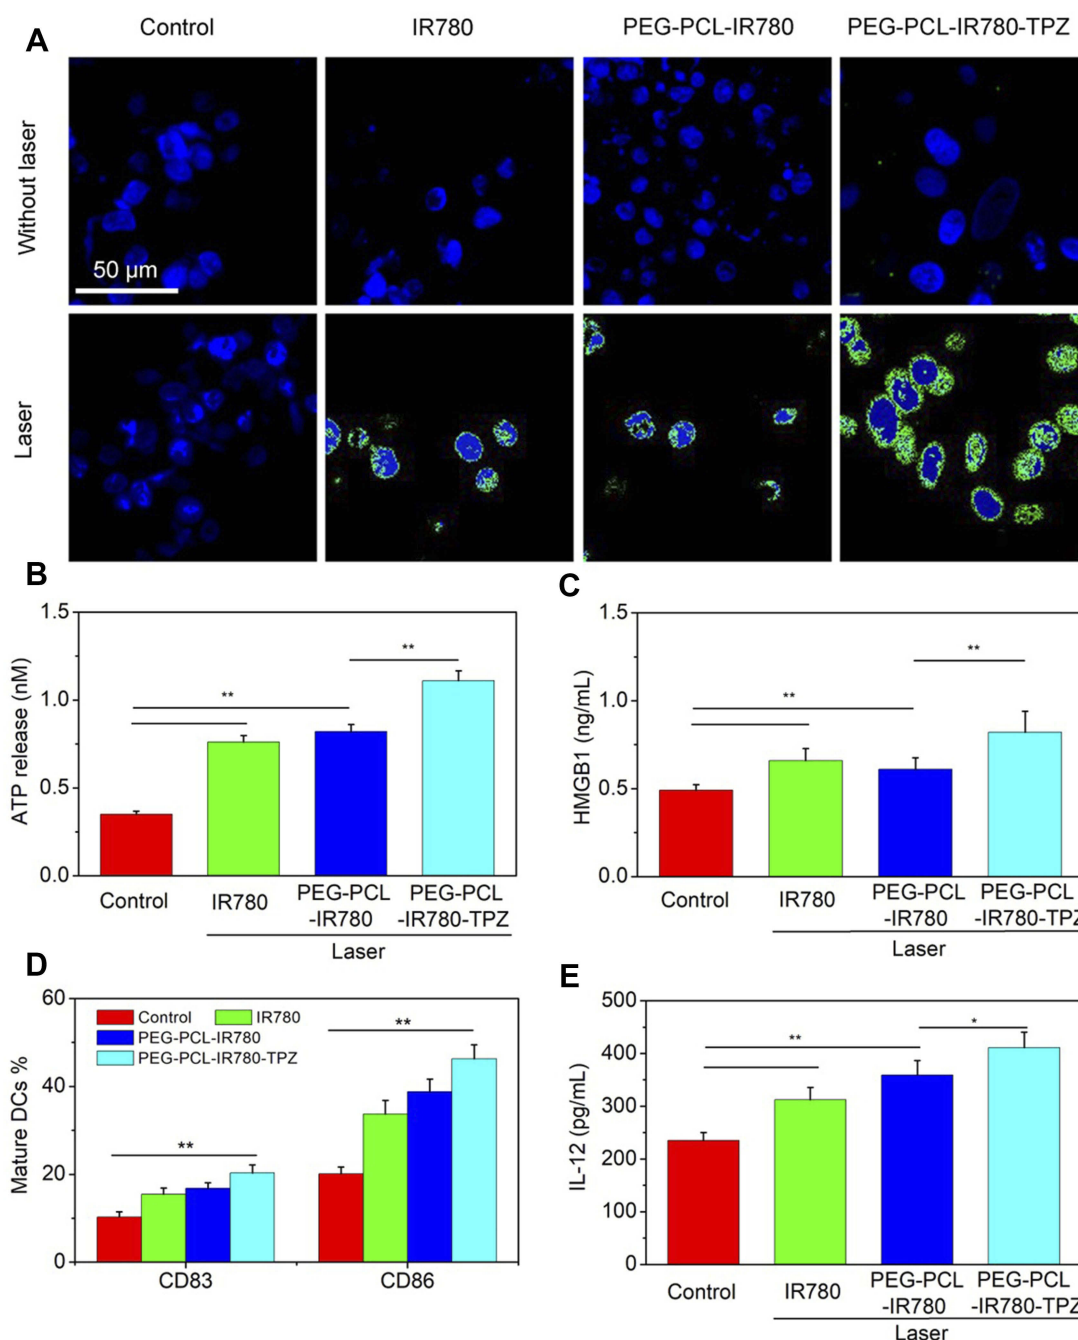 A
Control
IR780
PEG-PCL-IR780
PEG-PCL-IR780-TPZ
Without laser
50 µm
Laser
B
ATP release (nM)
1.5
1.0
0.5
0.0
**
**
Control
IR780
PEG-PCL
-IR780
PEG-PCL
-IR780-TPZ
Laser
C
HMGB1 (ng/mL)
1.5
1.0
0.5
0.0
**
**
Control
IR780
PEG-PCL
-IR780
PEG-PCL
-IR780-TPZ
Laser
D
Mature DCs %
60
40
20
0
Control
IR780
PEG-PCL-IR780
PEG-PCL-IR780-TPZ
**
**
CD83
CD86
E
IL-12 (pg/mL)
500
400
300
200
100
0
**
*
Control
IR780
PEG-PCL
-IR780
PEG-PCL
-IR780-TPZ
Laser